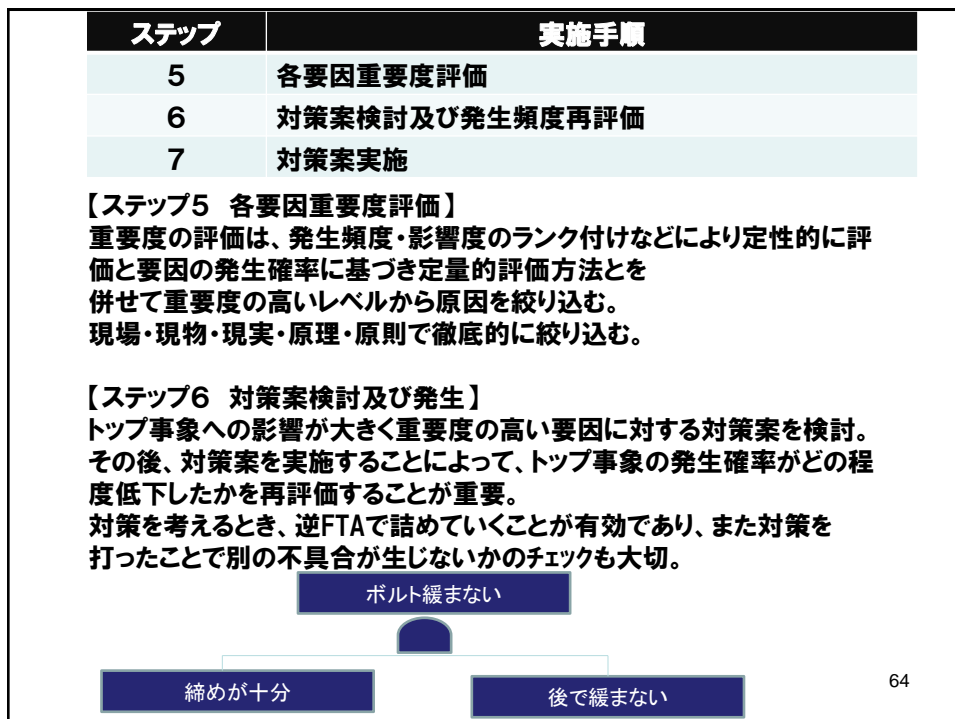 ステップ 実施手順
5 各要因重要度評価
6 対策案検討及び発生頻度再評価
7 対策案実施
【ステップ5 各要因重要度評価】
重要度の評価は、発生頻度・影響度のランク付けなどにより定性的に評
価と要因の発生確率に基づき定量的評価方法とを
併せて重要度の高いレベルから原因を絞り込む。
現場・現物・現実・原理・原則で徹底的に絞り込む。
【ステップ6 対策案検討及び発生】
トップ事象への影響が大きく重要度の高い要因に対する対策案を検討。
その後、対策案を実施することによって、トップ事象の発生確率がどの程
度低下したかを再評価することが重要。
対策を考えるとき、逆FTAで詰めていくことが有効であり、また対策を
打ったことで別の不具合が生じないかのチェックも大切。
ボルト緩まない
締めが十分
後で緩まない
64